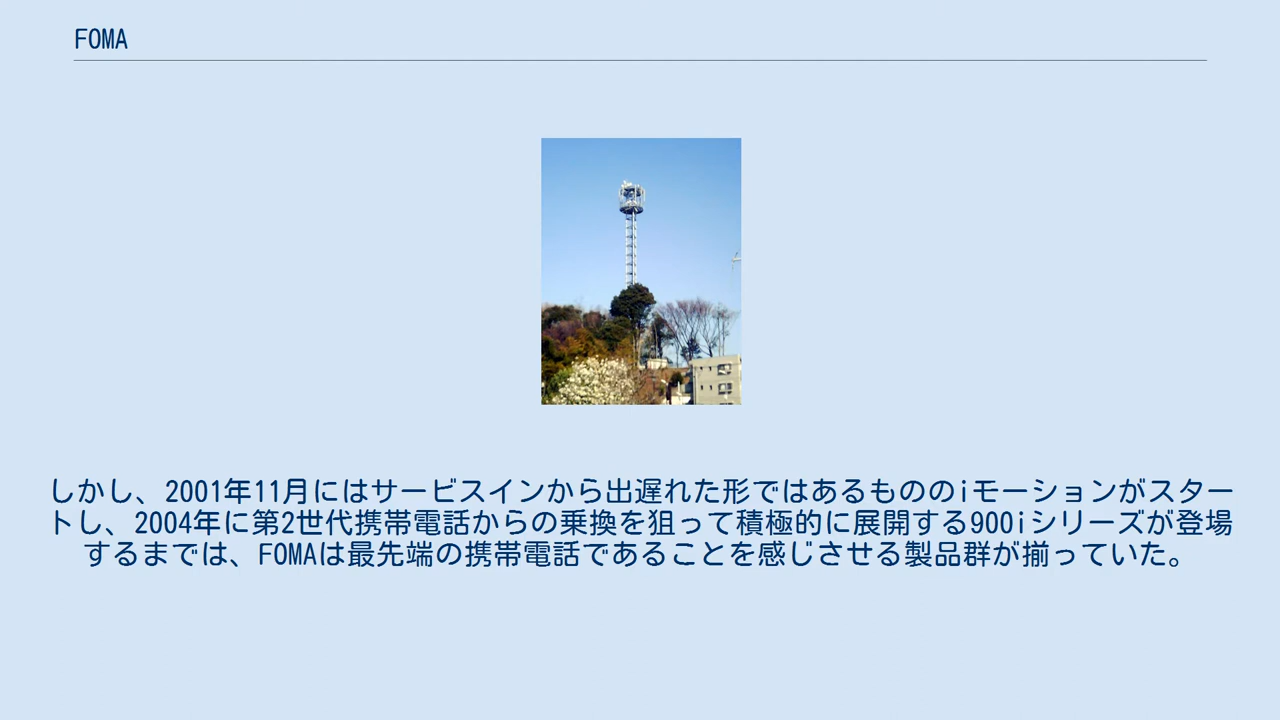 FOMA
しかし、2001年11月にはサービスインから出遅れた形ではあるもののiモーションがスター
トし、2004年に第2世代携帯電話からの乗換を狙って積極的に展開する900iシリーズが登場
するまでは、FOMAは最先端の携帯電話であることを感じさせる製品群が揃っていた。